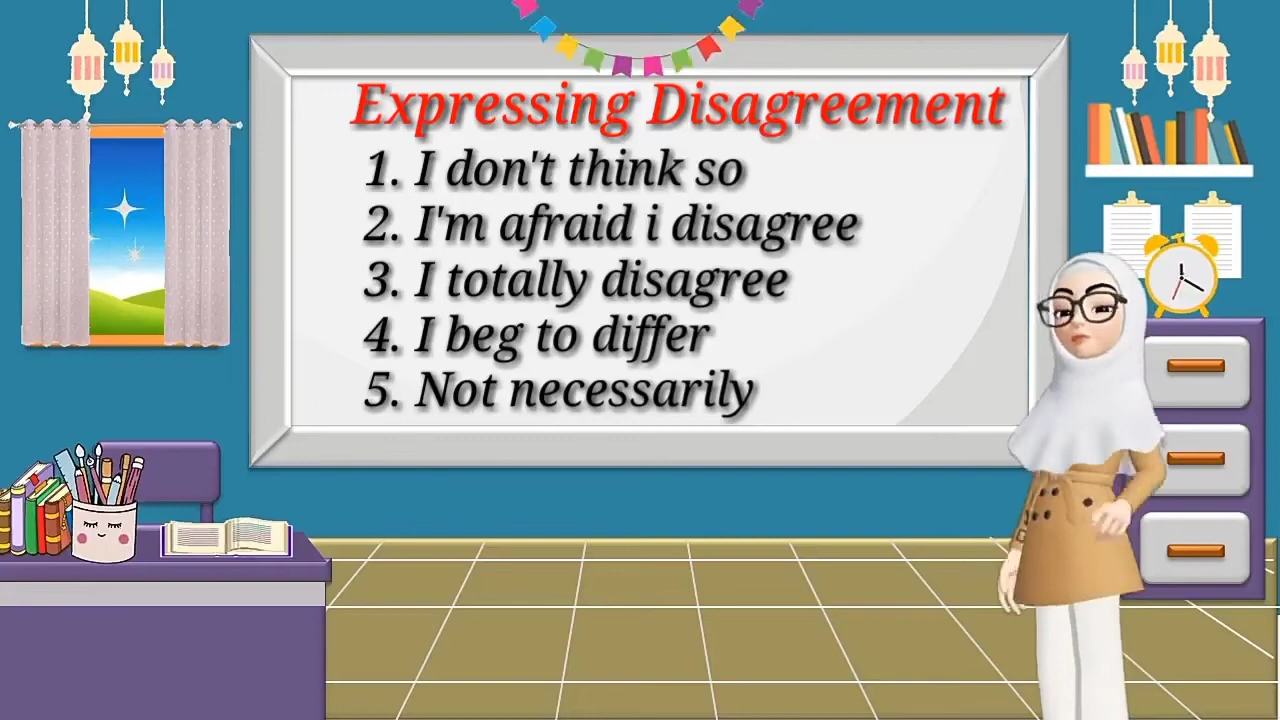 Expressing Disagreement
1. I don't think so
2. I'm afraid i disagree
3. I totally disagree
4. I beg to differ
5. Not necessarily